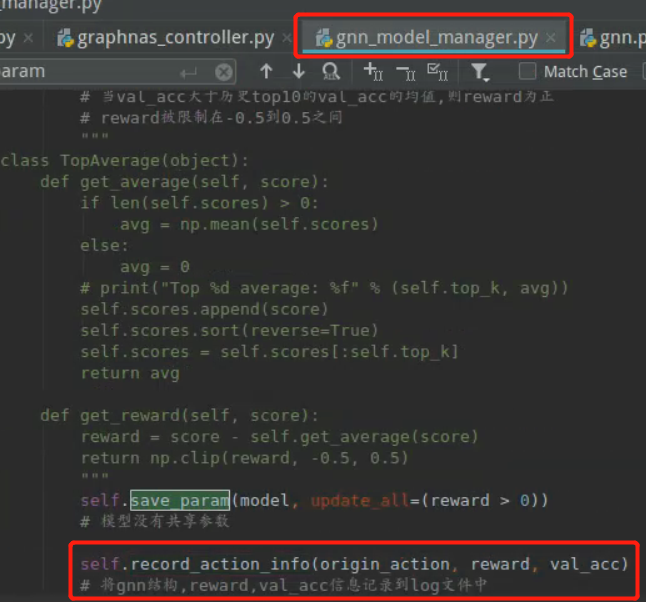 _manager.py
py × graphnas_controller.py × gnn_model_manager.py × gnn.p
param Match Case
# 当val_acc大于历史top10的val_acc的均值,则reward为正
# reward被限制在-0.5到0.5之间
"""
class TopAverage(object):
def get_average(self, score):
if len(self.scores) > 0:
avg = np.mean(self.scores)
else:
avg = 0
# print("Top %d average: %f" % (self.top_k, avg))
self.scores.append(score)
self.scores.sort(reverse=True)
self.scores = self.scores[:self.top_k]
return avg
def get_reward(self, score):
reward = score - self.get_average(score)
return np.clip(reward, -0.5, 0.5)
"""
self.save_param(model, update_all=(reward > 0))
# 模型没有共享参数
self.record_action_info(origin_action, reward, val_acc)
# 将gnn结构,reward,val_acc信息记录到log文件中